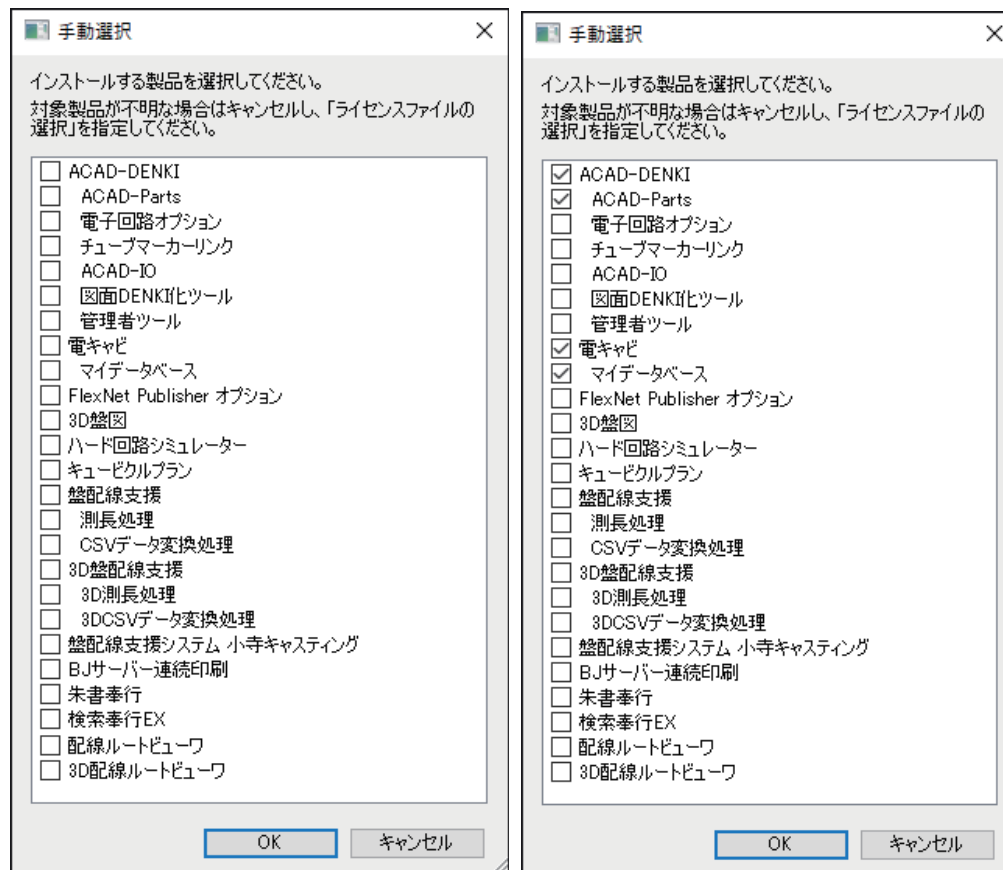 手動選択
インストールする製品を選択してください。
対象製品が不明な場合はキャンセルし、「ライセンスファイルの
選択」を指定してください。
ACAD-DENKI
ACAD-Parts
電子回路オプション
チューブマーカーリンク
ACAD-IO
図面DENKI化ツール
管理者ツール
電キャビ
マイデータベース
FlexNet Publisher オプション
3D盤図
ハード回路シミュレーター
キュービクルプラン
盤配線支援
測長処理
CSVデータ変換処理
3D盤配線支援
3D測長処理
3DCSVデータ変換処理
盤配線支援システム 小寺キャスティング
BJサーバー連続印刷
朱書奉行
検索奉行EX
配線ルートビューワ
3D配線ルートビューワ
OK キャンセル
手動選択
インストールする製品を選択してください。
対象製品が不明な場合はキャンセルし、「ライセンスファイルの
選択」を指定してください。
ACAD-DENKI
ACAD-Parts
電子回路オプション
チューブマーカーリンク
ACAD-IO
図面DENKI化ツール
管理者ツール
電キャビ
マイデータベース
FlexNet Publisher オプション
3D盤図
ハード回路シミュレーター
キュービクルプラン
盤配線支援
測長処理
CSVデータ変換処理
3D盤配線支援
3D測長処理
3DCSVデータ変換処理
盤配線支援システム 小寺キャスティング
BJサーバー連続印刷
朱書奉行
検索奉行EX
配線ルートビューワ
3D配線ルートビューワ
OK キャンセル